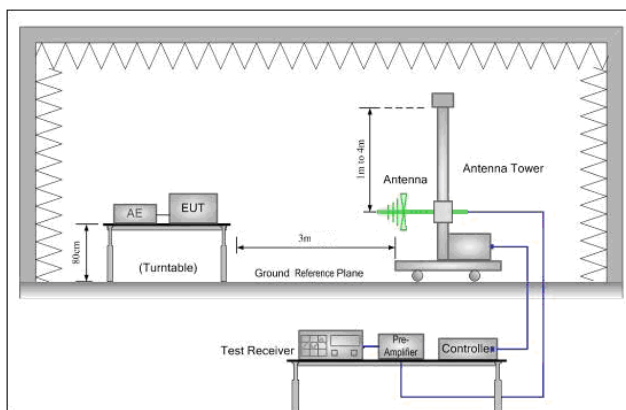 1m to 4m
Antenna
Antenna Tower
AE
EUT
80cm
(Turntable)
3m
Ground Reference Plane
Test Receiver
Pre-
Amplifier
Controller